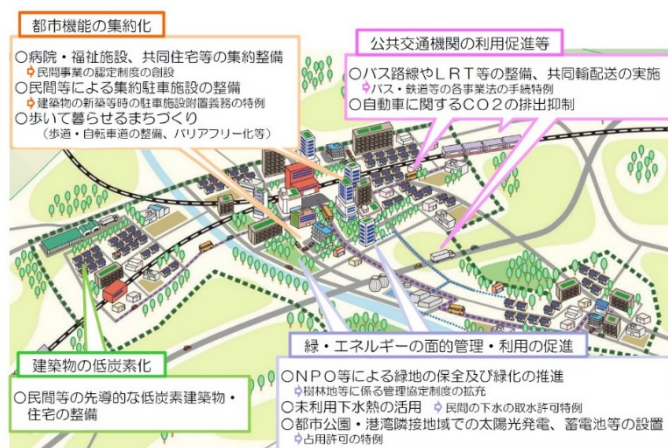 都市機能の集約化
○病院・福祉施設、共同住宅等の集約整備
⇨民間事業の認定制度の創設
○民間等による集約駐車施設の整備
⇨建築物の新築等時の駐車施設附置義務の特例
○歩いて暮らせるまちづくり
（歩道・自転車道の整備、バリアフリー化等）
公共交通機関の利用促進等
○バス路線やＬＲＴ等の整備、共同輸配送の実施
⇨バス・鉄道等の各事業法の手続特例
○自動車に関するＣＯ２の排出抑制
建築物の低炭素化
○民間等の先導的な低炭素建築物・
住宅の整備
緑・エネルギーの面的管理・利用の促進
○ＮＰＯ等による緑地の保全及び緑化の推進
⇨樹林地等に係る管理協定制度の拡充
○未利用下水熱の活用 ⇨民間の下水の取水許可特例
○都市公園・港湾隣接地域での太陽光発電、蓄電池等の設置
⇨占用許可の特例